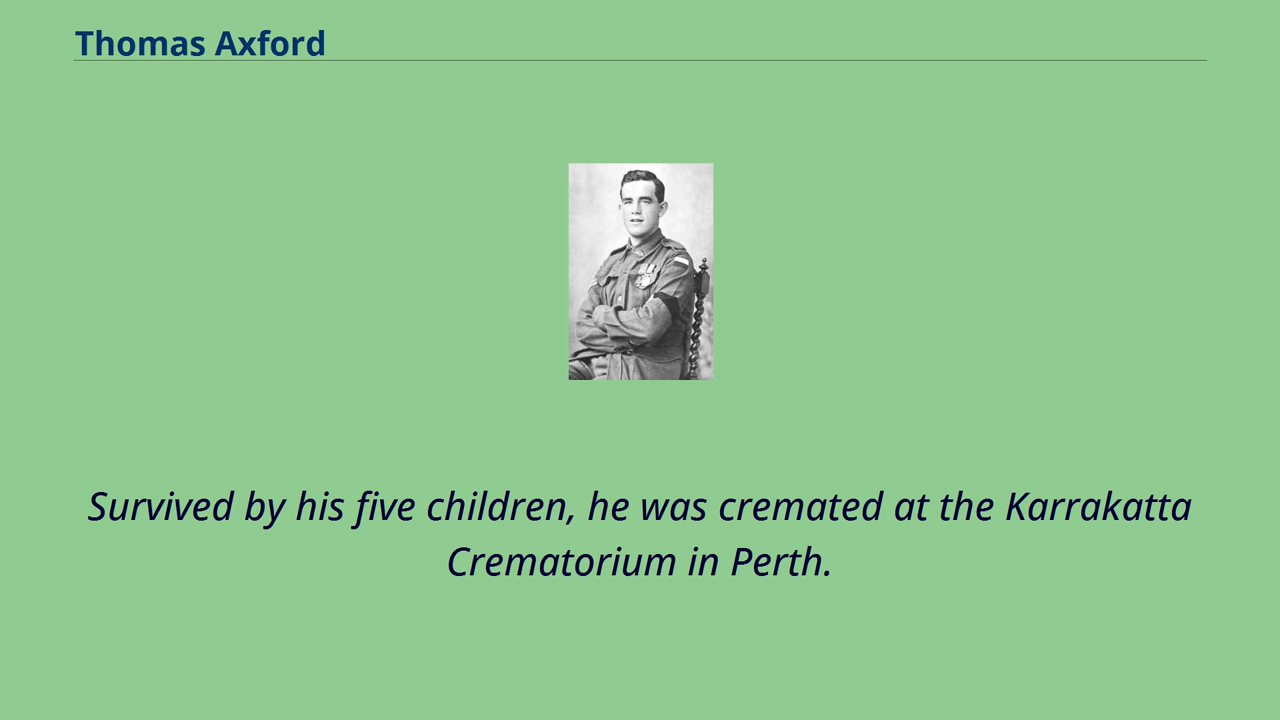 Thomas Axford
Survived by his five children, he was cremated at the Karrakatta
Crematorium in Perth.